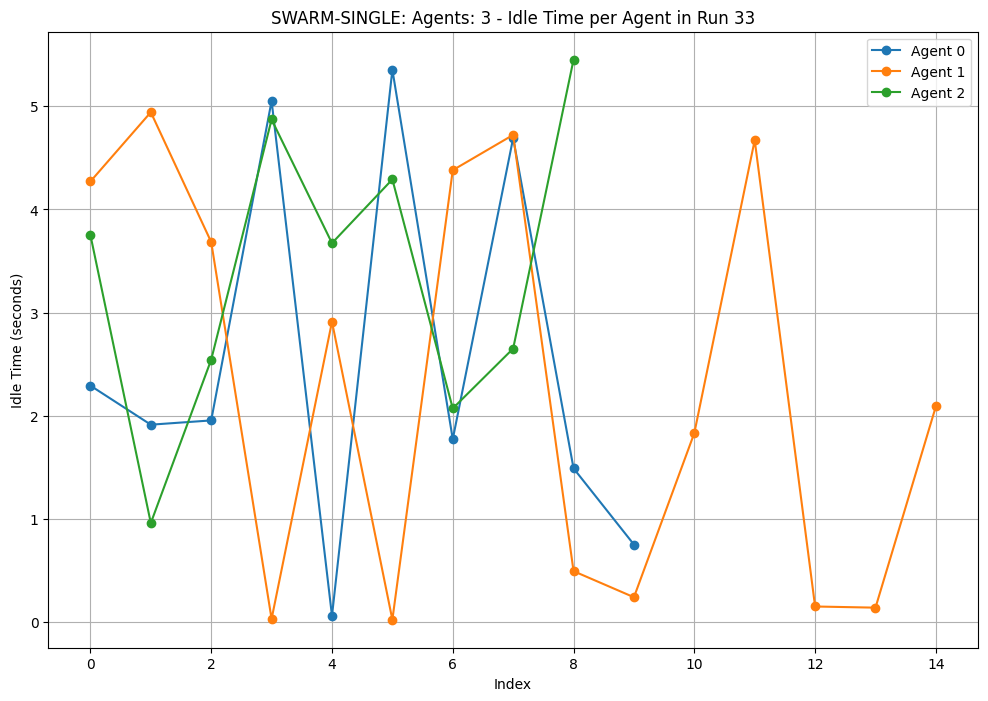 SWARM-SINGLE: Agents: 3 - Idle Time per Agent in Run 33
Agent 0
Agent 1
Agent 2
Idle Time (seconds)
5
4
3
2
1
0
0 2 4 6 8 10 12 14
Index